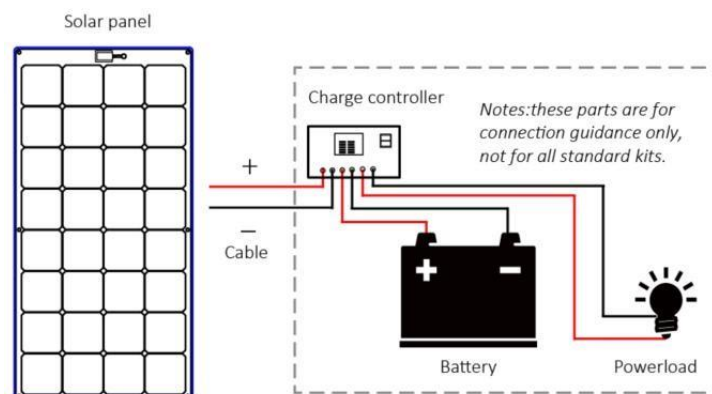 Solar panel
Charge controller
Notes:these parts are for
connection guidance only,
not for all standard kits.
+
−
Cable
+
−
Battery
Powerload